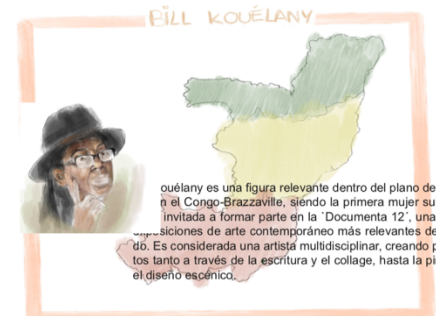 BILL KOUÉLANY
ouélany es una figura relevante dentro del plano de
n el Congo-Brazzaville, siendo la primera mujer su
invitada a formar parte en la `Documenta 12´, una
exposiciones de arte contemporáneo más relevantes de
do. Es considerada una artista multidisciplinar, creando p
tos tanto a través de la escritura y el collage, hasta la pi
el diseño escénico.